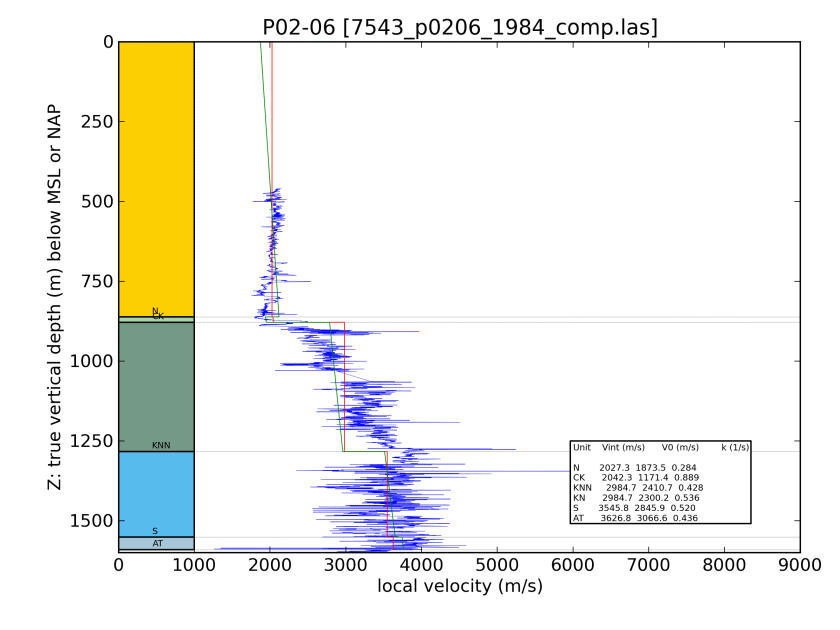 P02-06 [7543_p0206_1984_comp.las]
0
250
500
750
1000
1250
1500
Z: true vertical depth (m) below MSL or NAP
N
CK
KNN
S
AT
Unit Vint (m/s) V0 (m/s) k (1/s)
N 2027.3 1873.5 0.284
CK 2042.3 1171.4 0.889
KNN 2984.7 2410.7 0.428
KN 2984.7 2300.2 0.536
S 3545.8 2845.9 0.520
AT 3626.8 3066.6 0.436
0 1000 2000 3000 4000 5000 6000 7000 8000 9000
local velocity (m/s)